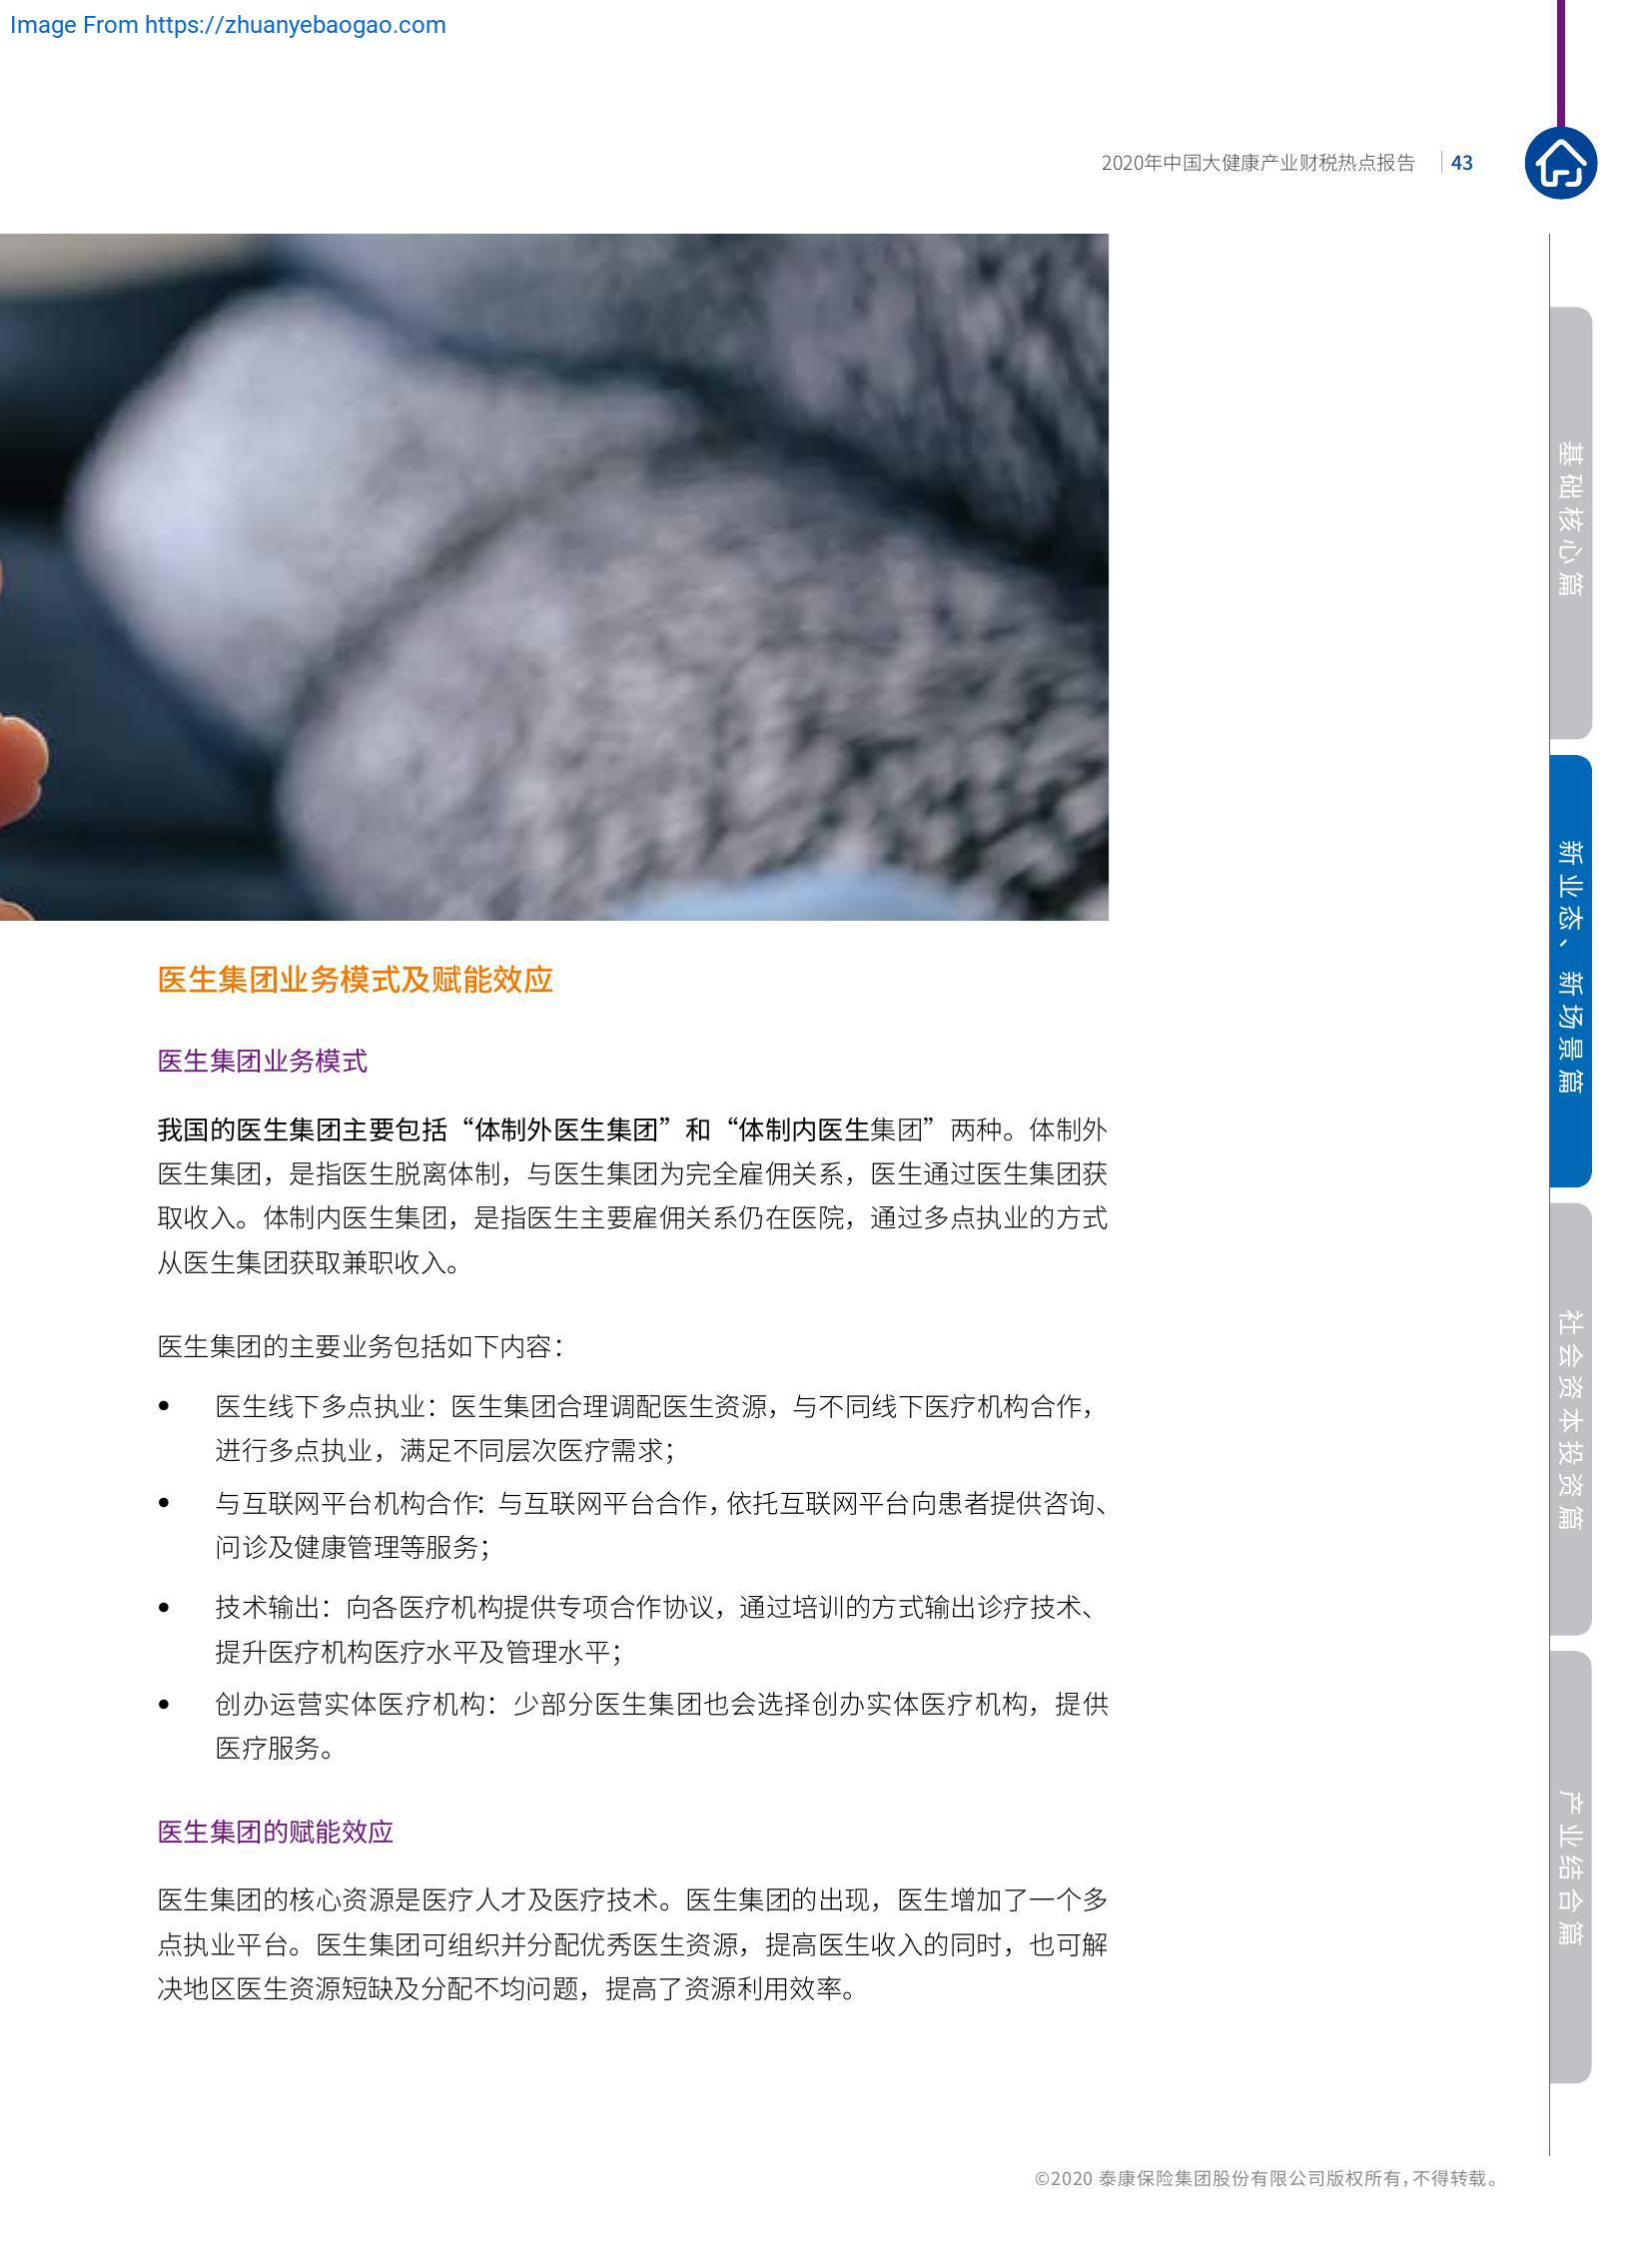 Image From https://zhuanyebaogao.com
2020年中国大健康产业财税热点报告 43
医生集团业务模式及赋能效应
医生集团业务模式
我国的医生集团主要包括“体制外医生集团”和“体制内医生集团”两种。体制外
医生集团，是指医生脱离体制，与医生集团为完全雇佣关系，医生通过医生集团获
取收入。体制内医生集团，是指医生主要雇佣关系仍在医院，通过多点执业的方式
从医生集团获取兼职收入。
医生集团的主要业务包括如下内容：
• 医生线下多点执业：医生集团合理调配医生资源，与不同线下医疗机构合作，
进行多点执业，满足不同层次医疗需求；
• 与互联网平台机构合作：与互联网平台合作，依托互联网平台向患者提供咨询、
问诊及健康管理等服务；
• 技术输出：向各医疗机构提供专项合作协议，通过培训的方式输出诊疗技术、
提升医疗机构医疗水平及管理水平；
• 创办运营实体医疗机构：少部分医生集团也会选择创办实体医疗机构，提供
医疗服务。
医生集团的赋能效应
医生集团的核心资源是医疗人才及医疗技术。医生集团的出现，医生增加了一个多
点执业平台。医生集团可组织并分配优秀医生资源，提高医生收入的同时，也可解
决地区医生资源短缺及分配不均问题，提高了资源利用效率。
基础核心篇
新业态、新场景篇
社会资本投资篇
产业结合篇
©2020 泰康保险集团股份有限公司版权所有，不得转载。